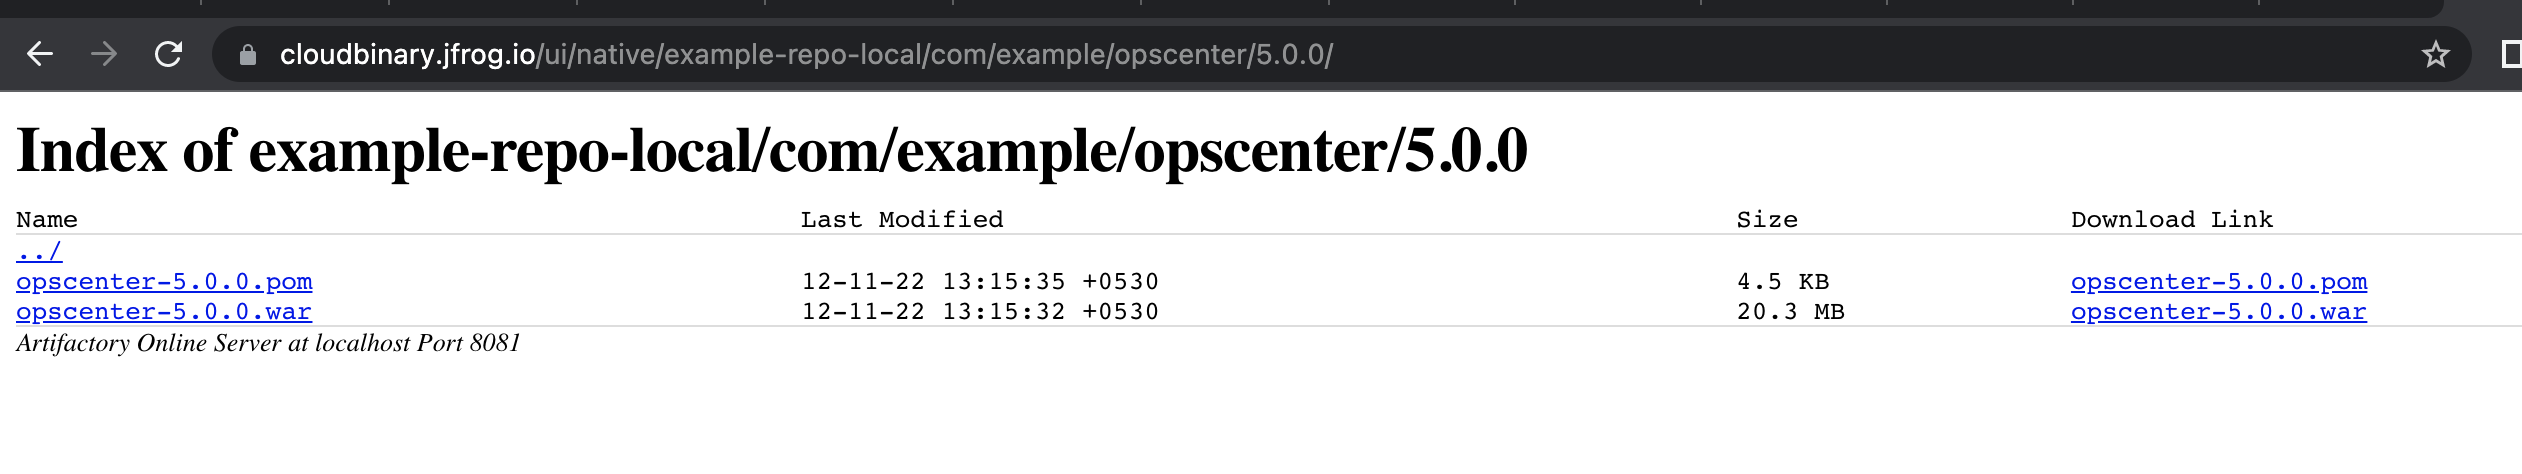 cloudbinary.jfrog.io/ui/native/example-repo-local/com/example/opscenter/5.0.0/
Index of example-repo-local/com/example/opscenter/5.0.0
Name Last Modified Size Download Link
../
opscenter-5.0.0.pom 12-11-22 13:15:35 +0530 4.5 KB opscenter-5.0.0.pom
opscenter-5.0.0.war 12-11-22 13:15:32 +0530 20.3 MB opscenter-5.0.0.war
Artifactory Online Server at localhost Port 8081